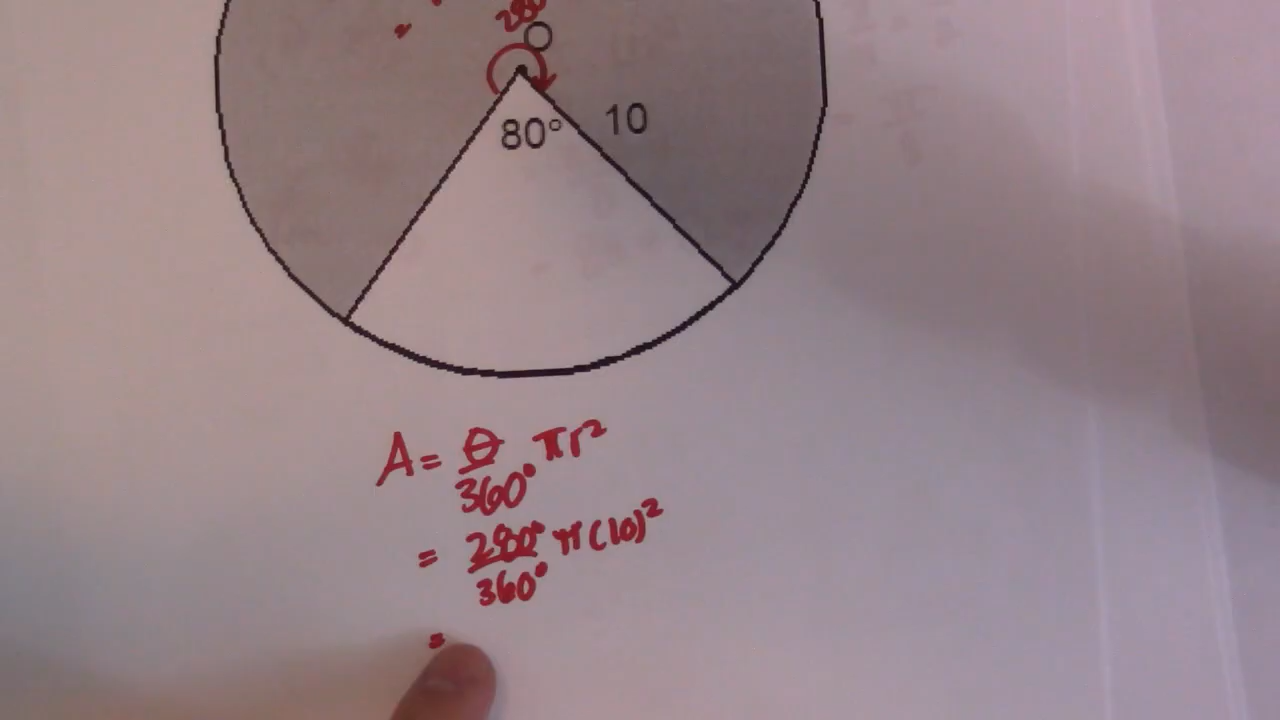 280
O
80°
10
A = θ/360° πr²
= 280°/360° π(10)²
=